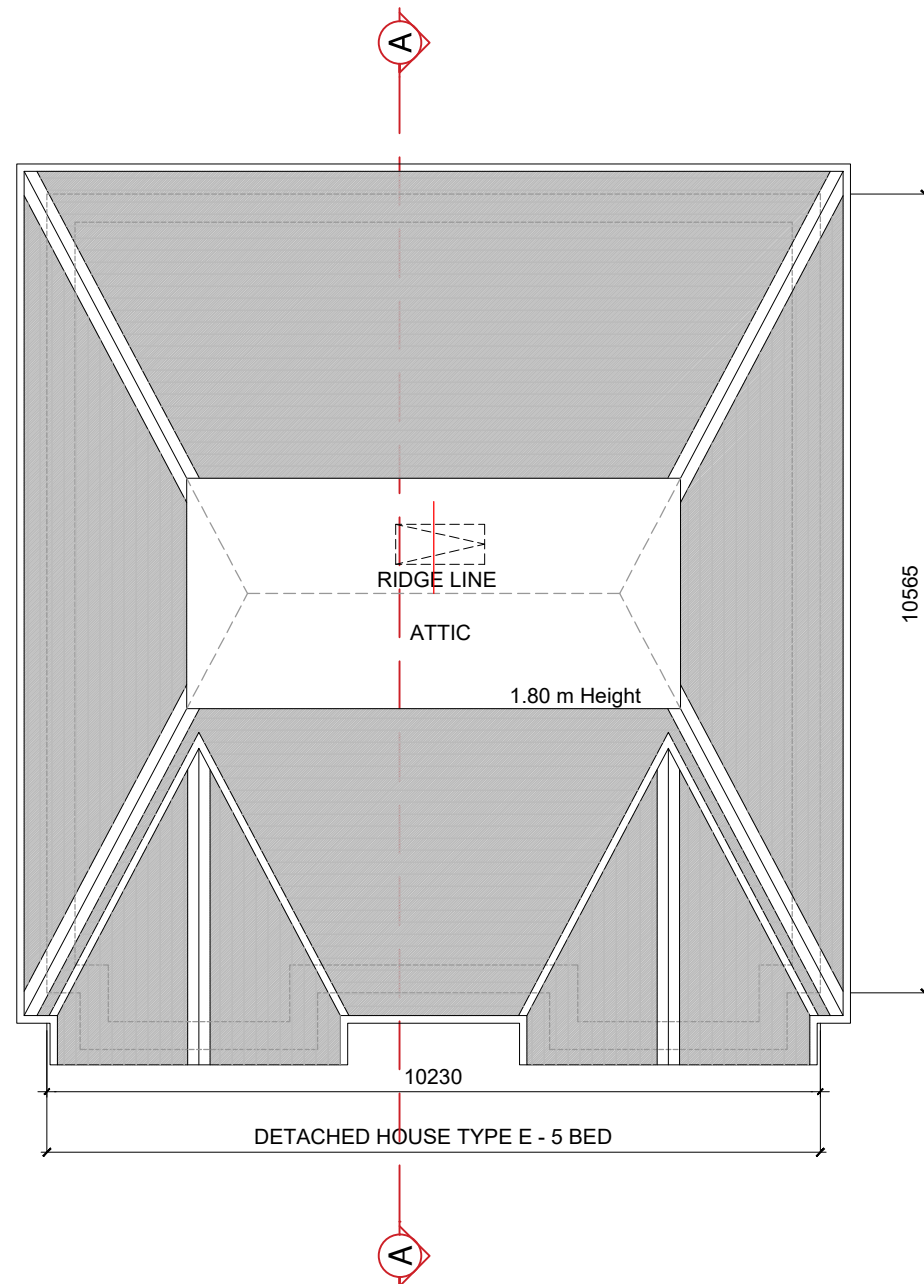 A
RIDGE LINE
ATTIC
1.80 m Height
10565
10230
DETACHED HOUSE TYPE E - 5 BED
A